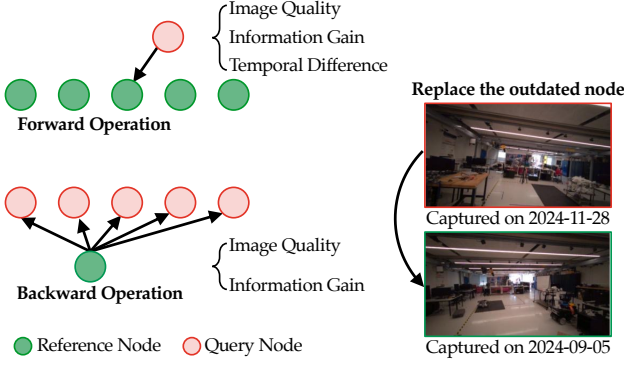 Image Quality
Information Gain
Temporal Difference
Forward Operation
Image Quality
Information Gain
Backward Operation
Reference Node
Query Node
Replace the outdated node
Captured on 2024-11-28
Captured on 2024-09-05